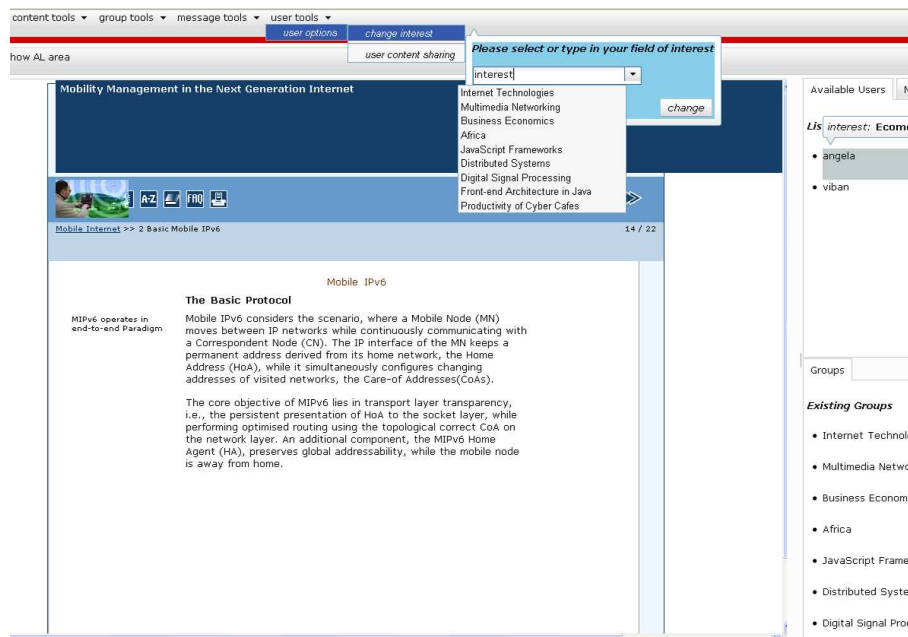 content tools group tools message tools user tools
user options change interest
user content sharing
how AL area
Please select or type in your field of interest
interest
change
Internet Technologies
Multimedia Networking
Business Economics
Africa
JavaScript Frameworks
Distributed Systems
Digital Signal Processing
Front-end Architecture in Java
Productivity of Cyber Cafes
Mobility Management in the Next Generation Internet
A-Z FAQ
Mobile Internet >> 2 Basic Mobile IPv6 14 / 22
Mobile IPv6
The Basic Protocol
MIPv6 operates in
end-to-end Paradigm
Mobile IPv6 considers the scenario, where a Mobile Node (MN)
moves between IP networks while continuously communicating with
a Correspondent Node (CN). The IP interface of the MN keeps a
permanent address derived from its home network, the Home
Address (HoA), while it simultaneously configures changing
addresses of visited networks, the Care-of Addresses(CoAs).
The core objective of MIPv6 lies in transport layer transparency,
i.e., the persistent presentation of HoA to the socket layer, while
performing optimised routing using the topological correct CoA on
the network layer. An additional component, the MIPv6 Home
Agent (HA), preserves global addressability, while the mobile node
is away from home.
Available Users N
Lis interest: Ecome
• angela
• viban
Groups
Existing Groups
• Internet Technol
• Multimedia Netwo
• Business Econom
• Africa
• JavaScript Frame
• Distributed Syste
• Digital Signal Pro